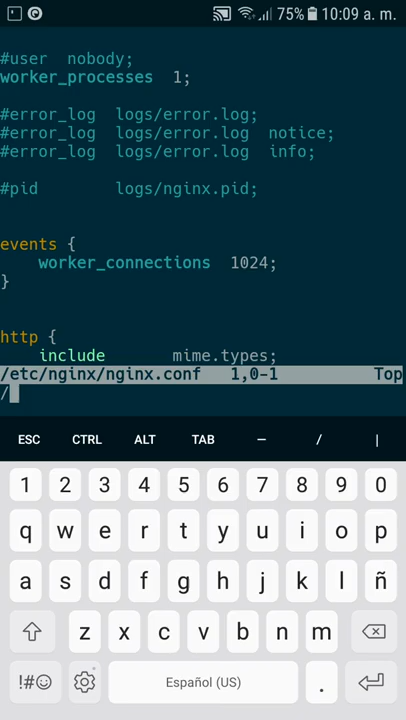 75% 10:09 a. m.
#user  nobody;
worker_processes  1;
#error_log  logs/error.log;
#error_log  logs/error.log  notice;
#error_log  logs/error.log  info;
#pid        logs/nginx.pid;
events {
    worker_connections  1024;
}
http {
    include       mime.types;
/etc/nginx/nginx.conf   1,0-1          Top
/
ESC CTRL ALT TAB — / |
1 2 3 4 5 6 7 8 9 0
q w e r t y u i o p
a s d f g h j k l ñ
z x c v b n m
!#☺ Español (US) .